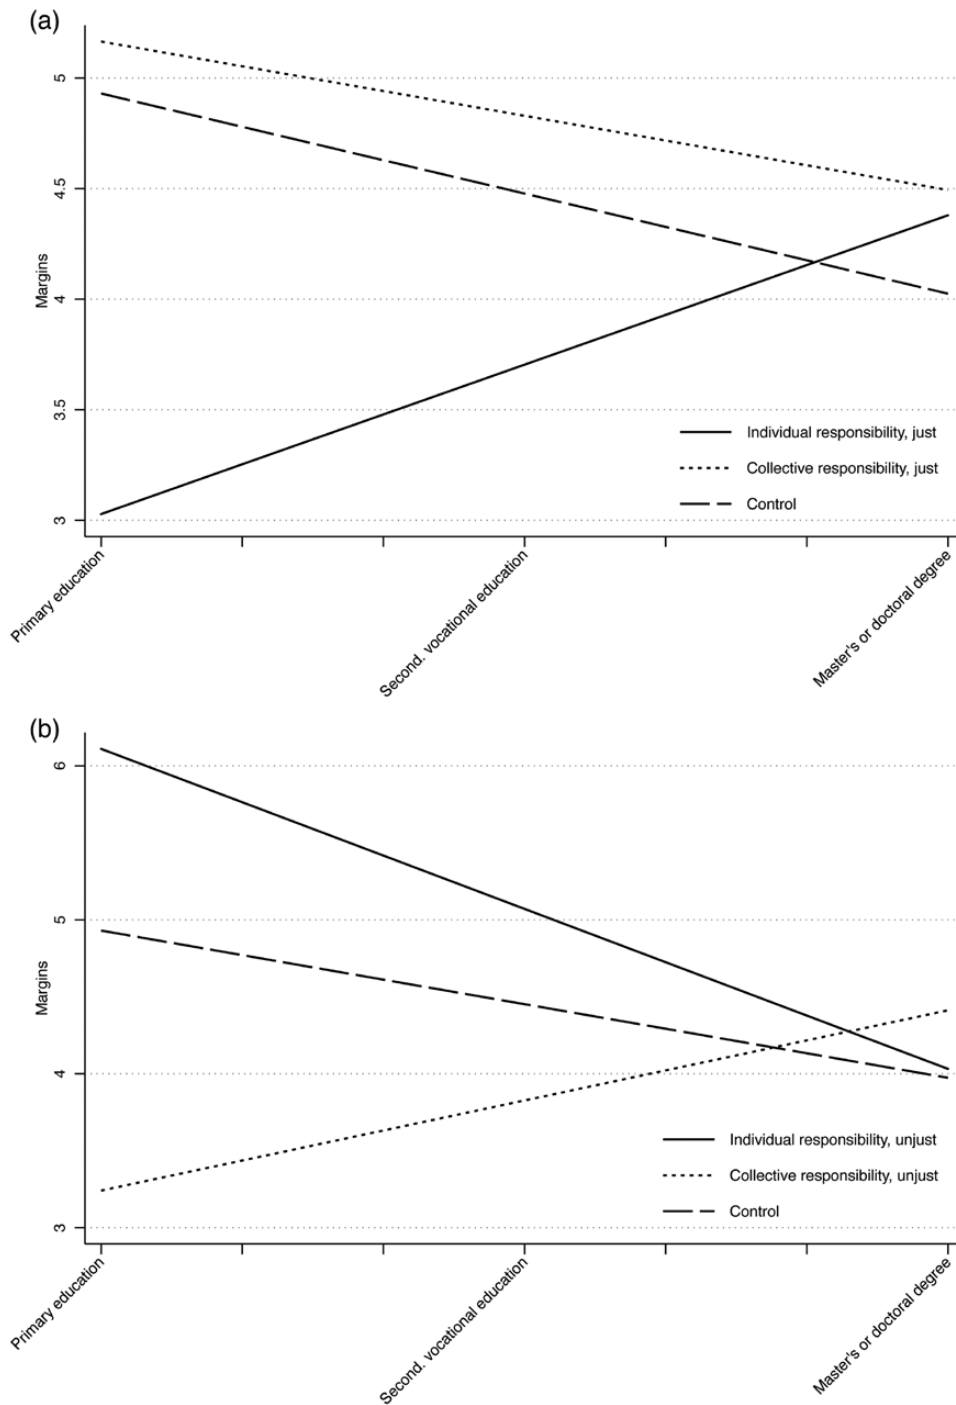 (a)
5
4.5
4
3.5
3
Margins
Individual responsibility, just
Collective responsibility, just
Control
Primary education
Second. vocational education
Master's or doctoral degree
(b)
6
5
4
3
Margins
Individual responsibility, unjust
Collective responsibility, unjust
Control
Primary education
Second. vocational education
Master's or doctoral degree